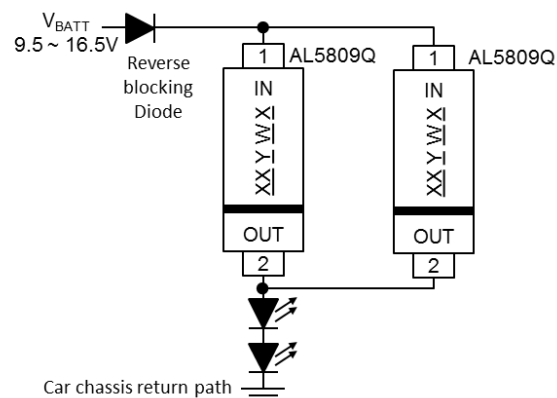 V_BATT
9.5 ~ 16.5V
Reverse
blocking
Diode
1
AL5809Q
IN
XX Y W X
OUT
2
1
AL5809Q
IN
XX Y W X
OUT
2
Car chassis return path